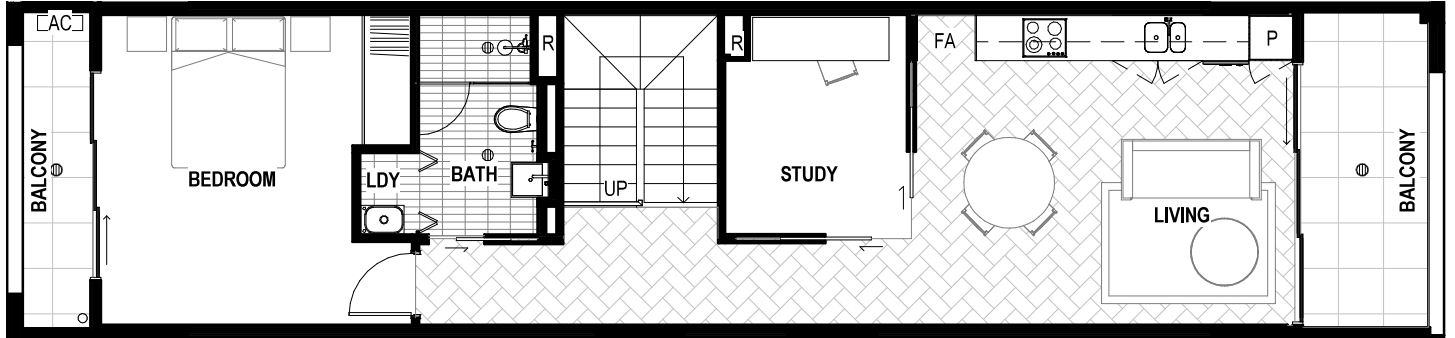 AC
BALCONY
BEDROOM
LDY
BATH
R
UP
R
STUDY
FA
P
LIVING
BALCONY